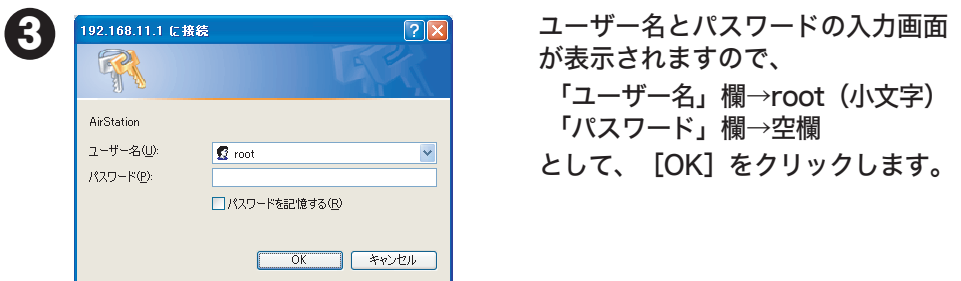 3
192.168.11.1 に接続
AirStation
ユーザー名(U):
root
パスワード(P):
パスワードを記憶する(R)
OK
キャンセル
ユーザー名とパスワードの入力画面
が表示されますので、
「ユーザー名」欄→root（小文字）
「パスワード」欄→空欄
として、［OK］をクリックします。